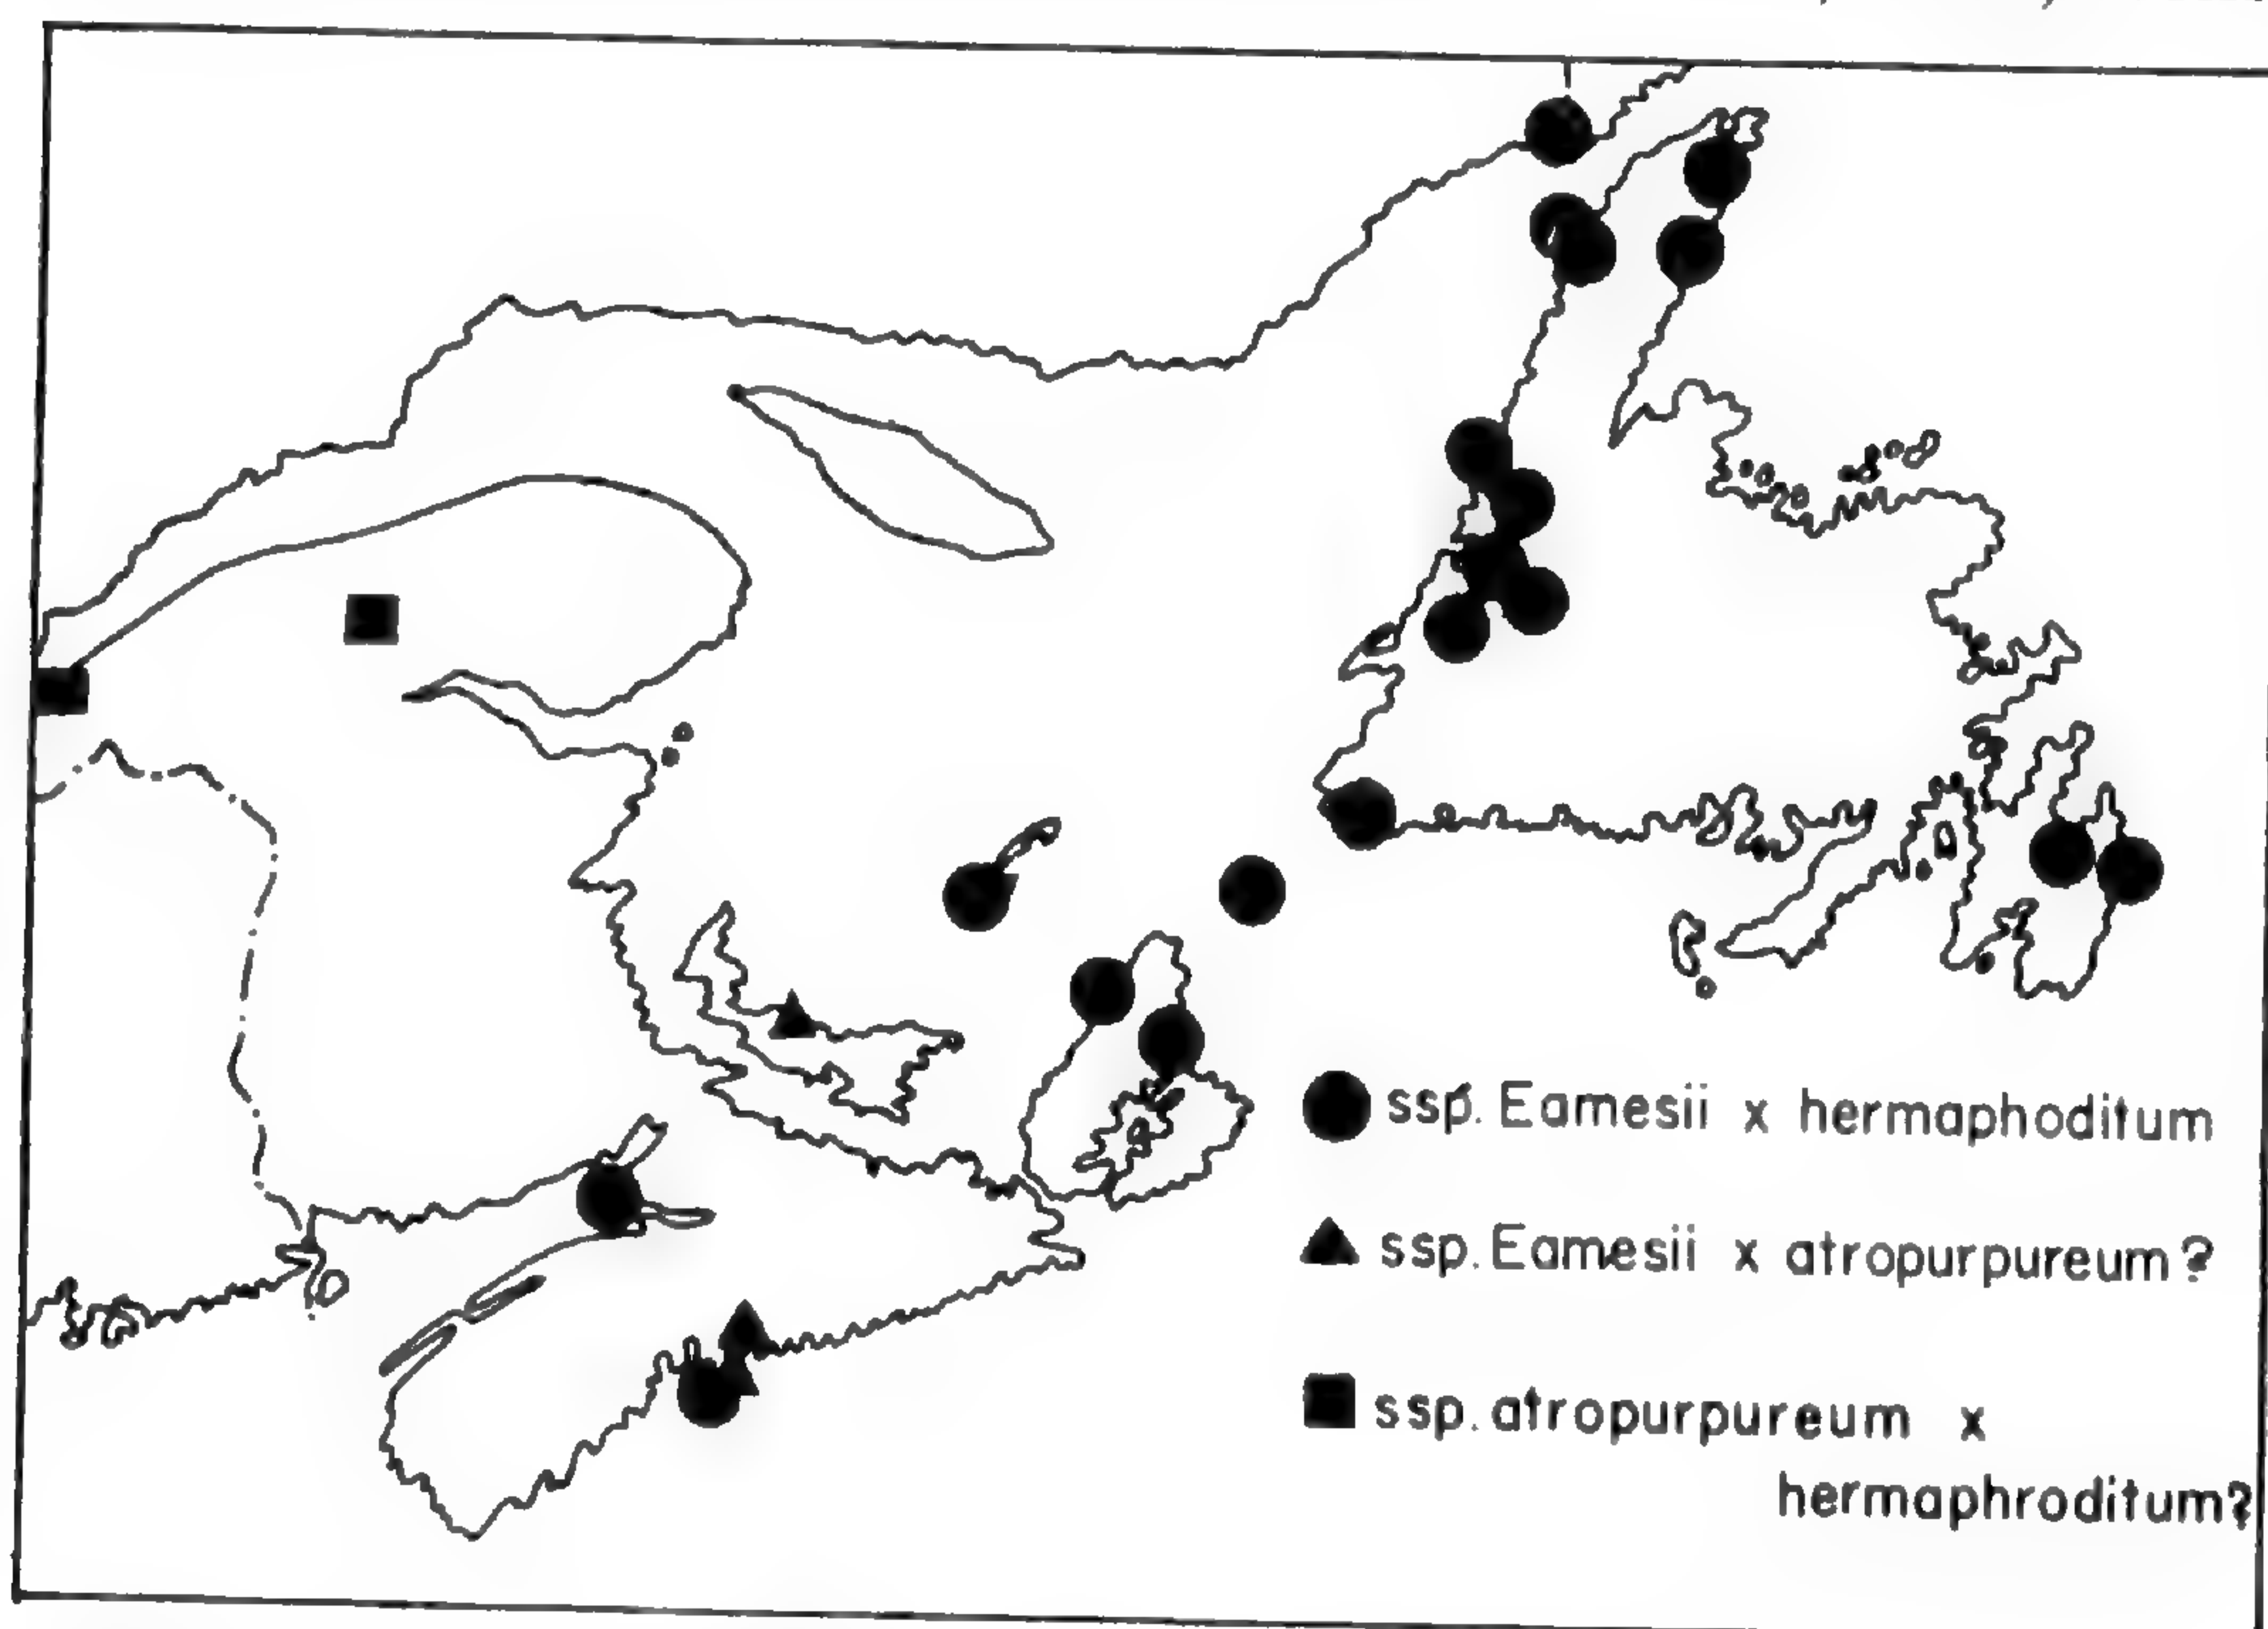 ssp. Eamesii x hermaphoditum
ssp. Eamesii x atropurpureum?
ssp. atropurpureum x
hermaphroditum?